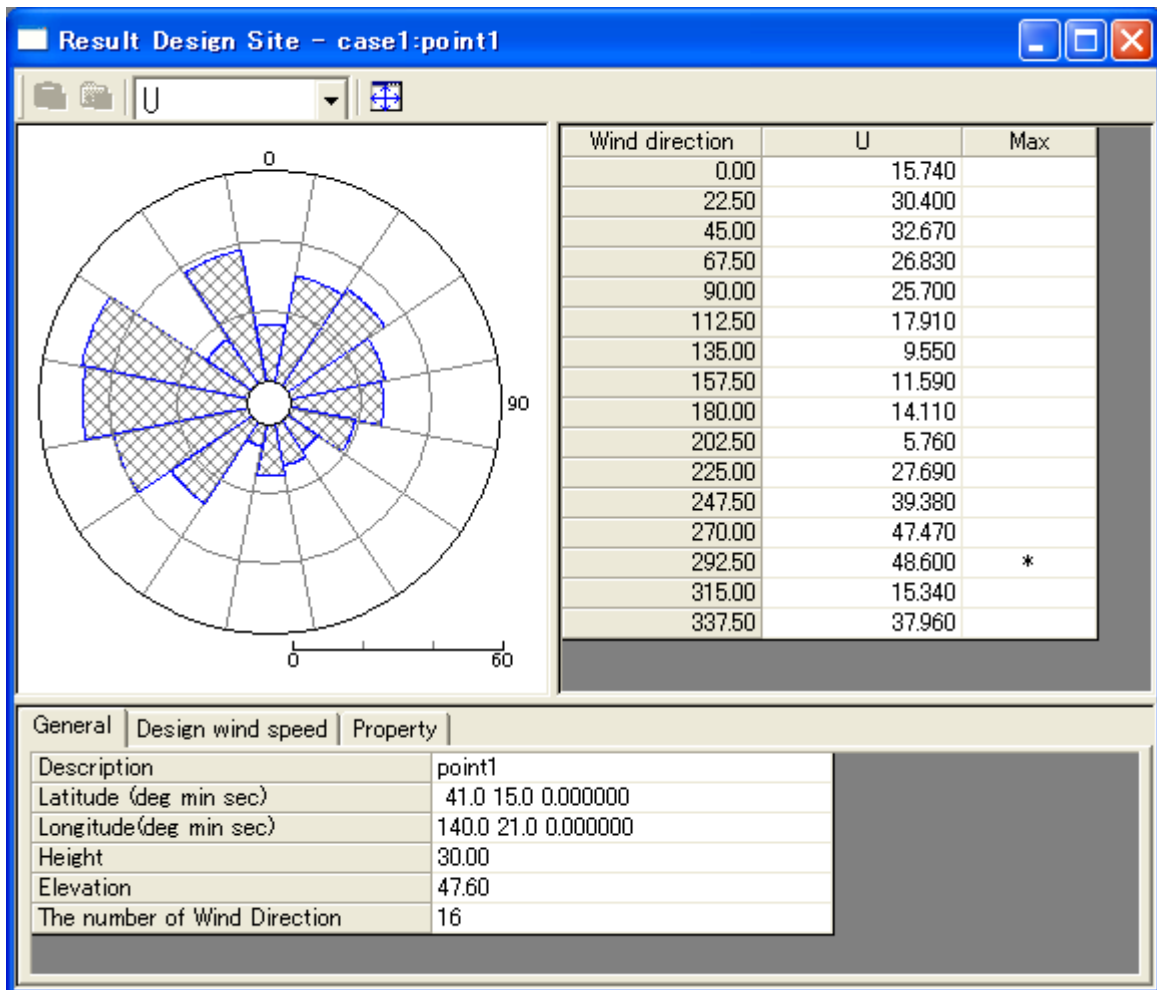 Result Design Site - case1:point1
U
0
90
0 60
Wind direction U Max
0.00 15.740
22.50 30.400
45.00 32.670
67.50 26.830
90.00 25.700
112.50 17.910
135.00 9.550
157.50 11.590
180.00 14.110
202.50 5.760
225.00 27.690
247.50 39.380
270.00 47.470
292.50 48.600 *
315.00 15.340
337.50 37.960
General Design wind speed Property
Description point1
Latitude (deg min sec) 41.0 15.0 0.000000
Longitude(deg min sec) 140.0 21.0 0.000000
Height 30.00
Elevation 47.60
The number of Wind Direction 16